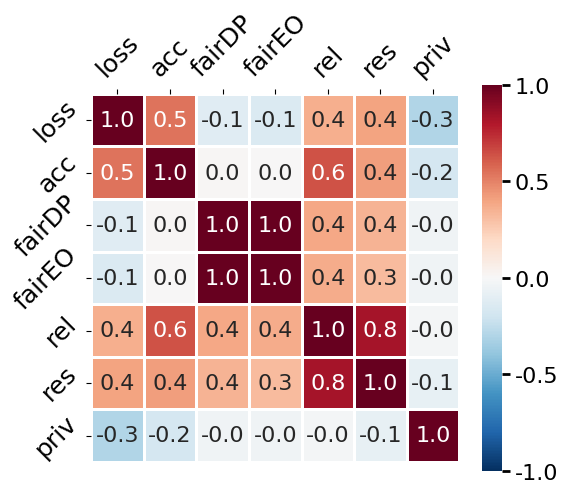 loss acc fairDP fairEO rel res priv
loss 1.0 0.5 -0.1 -0.1 0.4 0.4 -0.3
acc 0.5 1.0 0.0 0.0 0.6 0.4 -0.2
fairDP -0.1 0.0 1.0 1.0 0.4 0.4 -0.0
fairEO -0.1 0.0 1.0 1.0 0.4 0.3 -0.0
rel 0.4 0.6 0.4 0.4 1.0 0.8 -0.0
res 0.4 0.4 0.4 0.3 0.8 1.0 -0.1
priv -0.3 -0.2 -0.0 -0.0 -0.0 -0.1 1.0
1.0
0.5
0.0
-0.5
-1.0